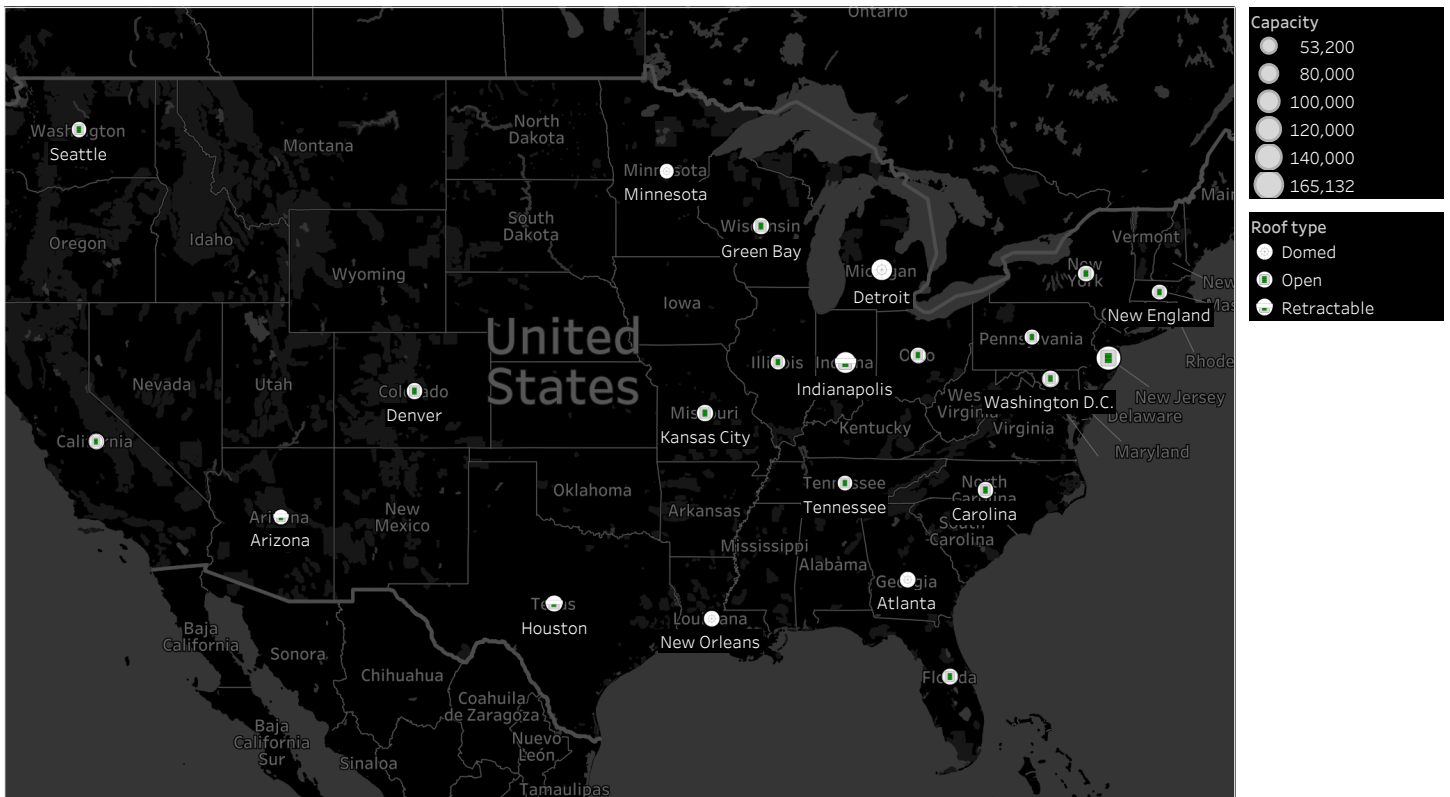 Ontario
Washington
Seattle
Montana
North
Dakota
Minnesota
Minnesota
Oregon
Idaho
South
Dakota
Wisconsin
Green Bay
Michigan
Detroit
Vermont
Main
New
York
New England
New
Mas
Rhode
Wyoming
Iowa
United
States
Nevada
Utah
Colorado
Denver
Illinois
Indiana
Indianapolis
Ohio
Pennsylvania
Washington D.C.
New Jersey
Delaware
Maryland
West
Virginia
Virginia
Kentucky
Missouri
Kansas City
California
Arizona
Arizona
New
Mexico
Oklahoma
Arkansas
Tennessee
Tennessee
North
Carolina
Carolina
South
Carolina
Mississippi
Alabama
Georgia
Atlanta
Texas
Houston
Louisiana
New Orleans
Florida
Baja
California
Sonora
Chihuahua
Coahuila
de Zaragoza
Baja
California
Sur
Sinaloa
Nuevo
León
Tamaulipas
Capacity
53,200
80,000
100,000
120,000
140,000
165,132
Roof type
Domed
Open
Retractable